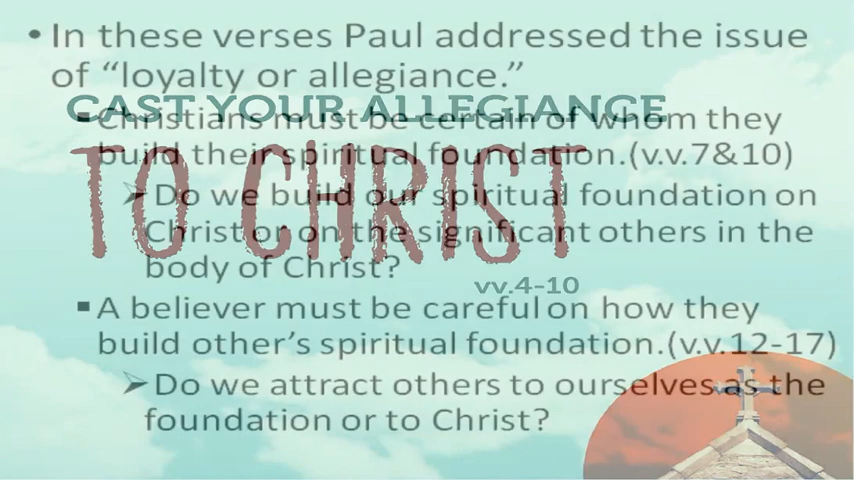 • In these verses Paul addressed the issue
of “loyalty or allegiance.”
CAST YOUR ALLEGIANCE
▪ Christians must be certain of whom they
build their spiritual foundation.(v.v.7&10)
TO CHRIST
➢ Do we build our spiritual foundation on
Christ or on the significant others in the
body of Christ?
vv.4-10
▪ A believer must be careful on how they
build other’s spiritual foundation.(v.v.12-17)
➢ Do we attract others to ourselves as the
foundation or to Christ?